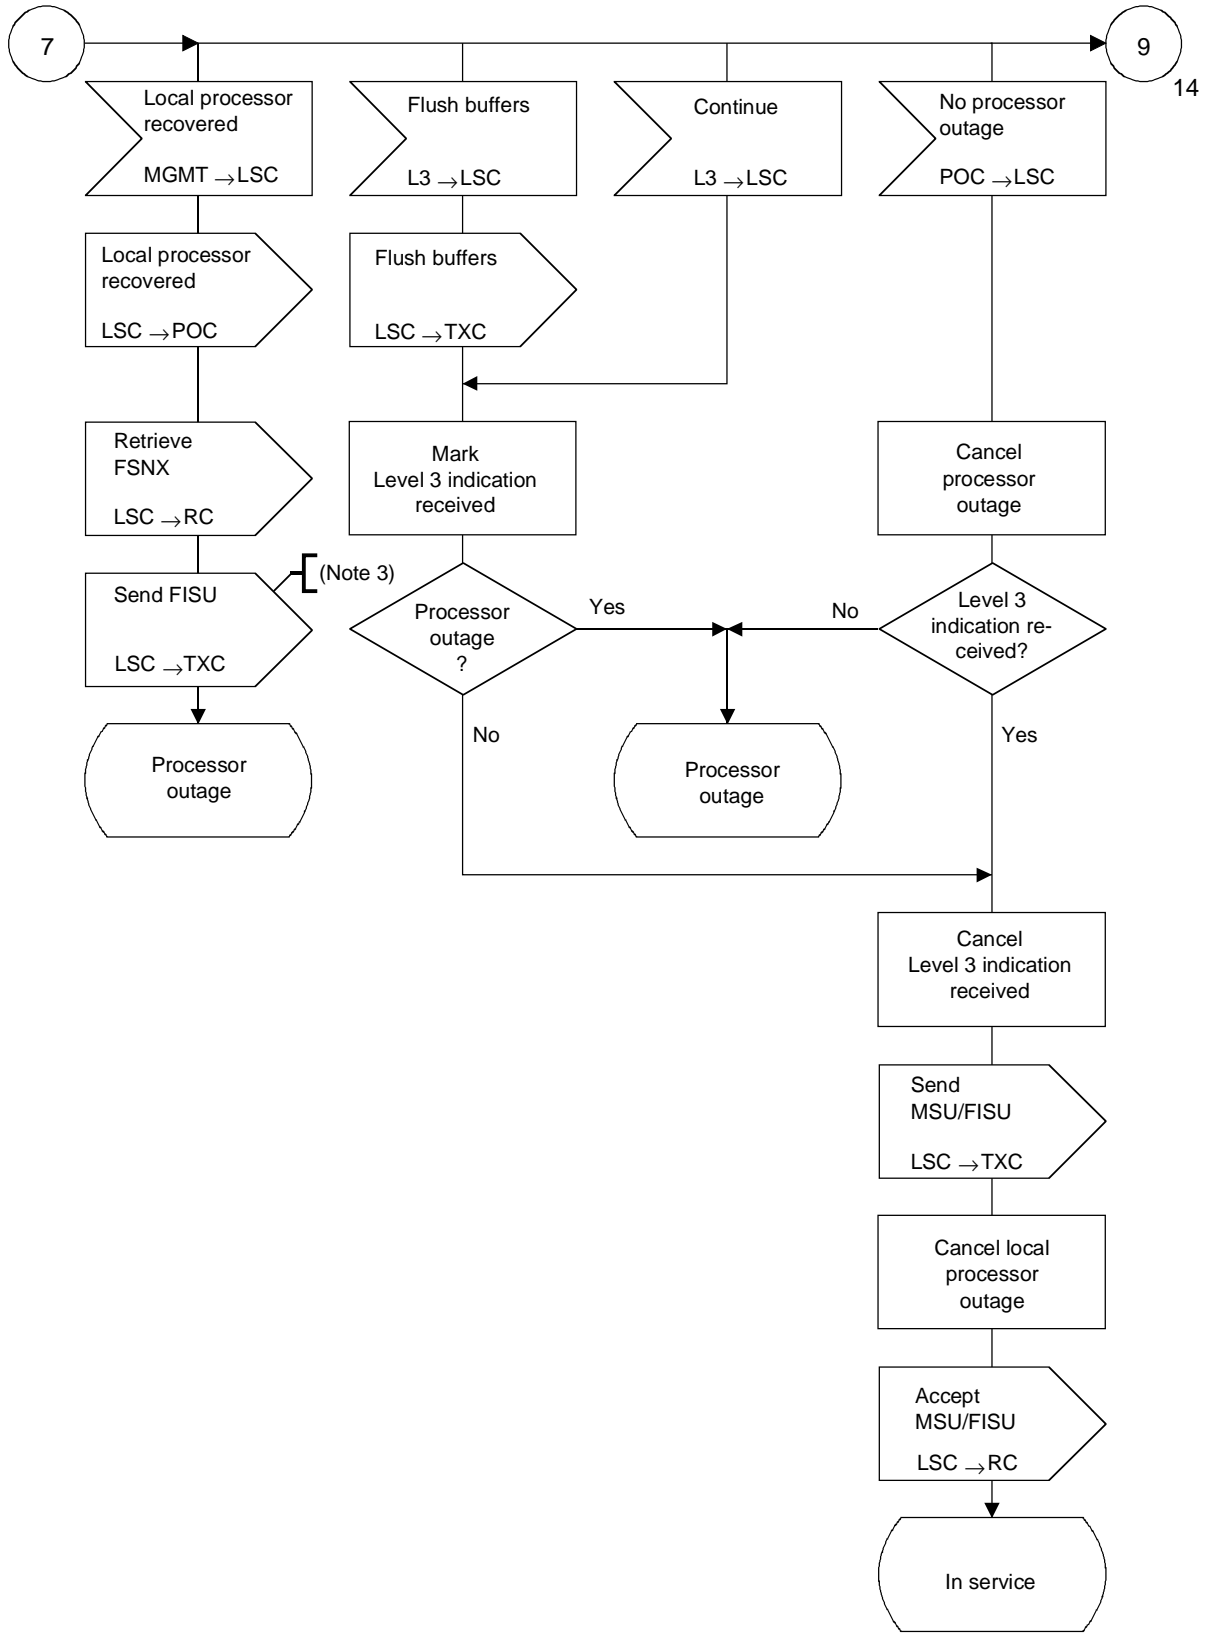 7
9
14
Local processor
recovered
MGMT → LSC
Flush buffers
L3 → LSC
Continue
L3 → LSC
No processor
outage
POC → LSC
Local processor
recovered
LSC → POC
Flush buffers
LSC → TXC
Retrieve
FSNX
LSC → RC
Mark
Level 3 indication
received
Cancel
processor
outage
Send FISU
LSC → TXC
(Note 3)
Processor
outage
?
Yes
No
No
Level 3
indication re-
ceived?
Yes
Processor
outage
Processor
outage
Cancel
Level 3 indication
received
Send
MSU/FISU
LSC → TXC
Cancel local
processor
outage
Accept
MSU/FISU
LSC → RC
In service